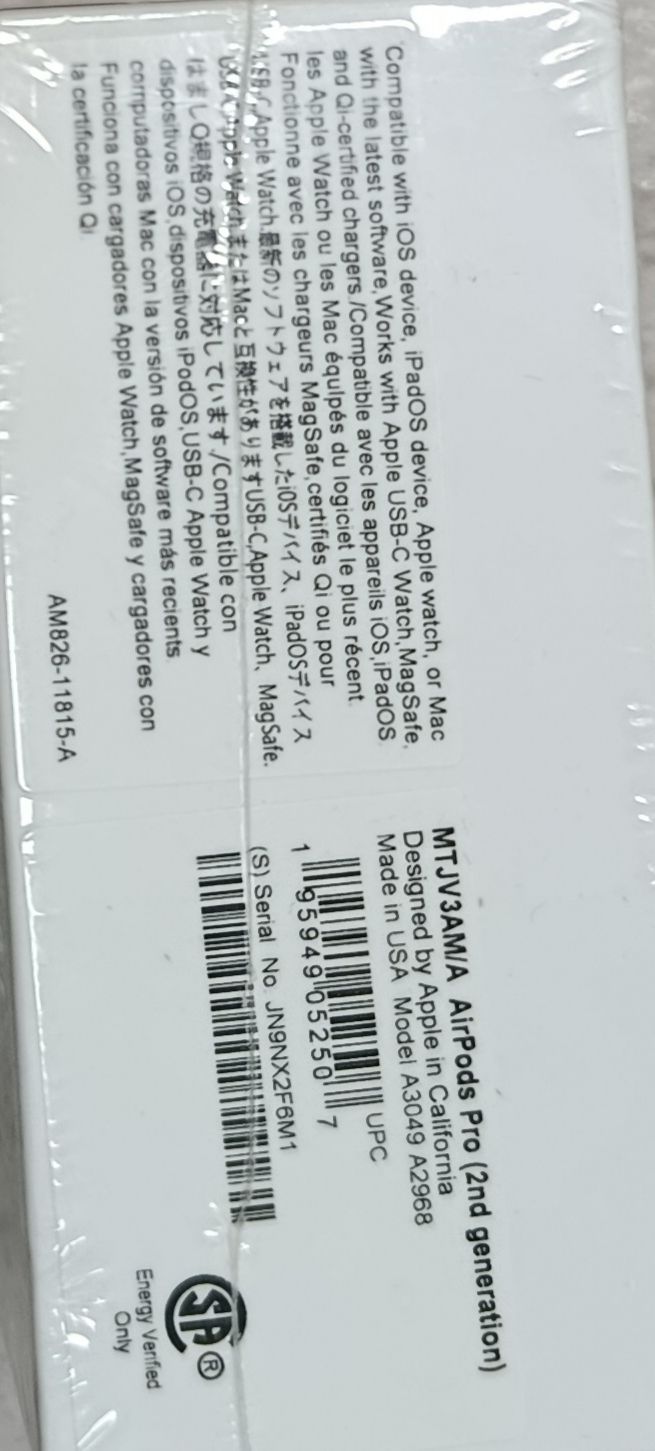 Compatible with iOS device, iPadOS device, Apple watch, or Mac
with the latest software,Works with Apple USB-C Watch,MagSafe,
and Qi-certified chargers./Compatible avec les appareils iOS,iPadOS
les Apple Watch ou les Mac équlpés du logiciet le plus récent.
Fonctionne avec les chargeurs MagSafe,certifiés Qi ou pour
USB-C,Apple Watch.最新のソフトウェアを搭載したiOSデバイス、iPadOSデバイス
Apple WatchまたはMacと互換性がありますUSB-C,Apple Watch、MagSafe.
はましQ规格の充電器に対応しています./Compatible con
dispositivos iOS,dispositivos iPodOS,USB-C Apple Watch y
computadoras Mac con la versión de software más recients
Funciona con cargadores Apple Watch,MagSafe y cargadores con
la certificación Qi
AM826-11815-A
MTJV3AM/A AirPods Pro (2nd generation)
Designed by Apple in California
Made in USA Model A3049 A2968
UPC
1 95949 05250 7
(S) Serial No. JN9NX2F6M1
SA®
Energy Verified
Only